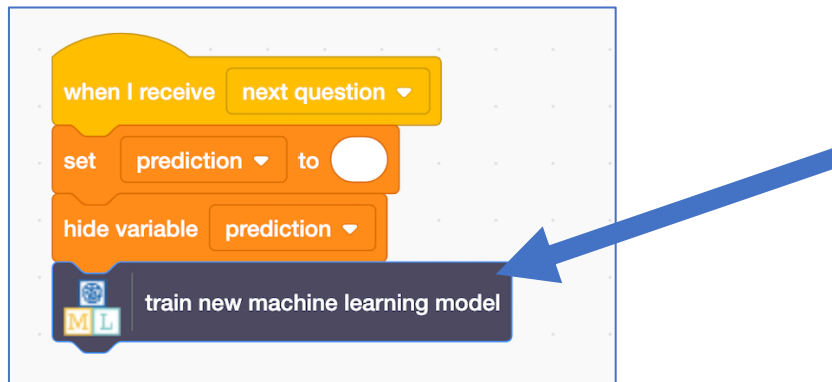 when I receive next question
set prediction to
hide variable prediction
ML train new machine learning model